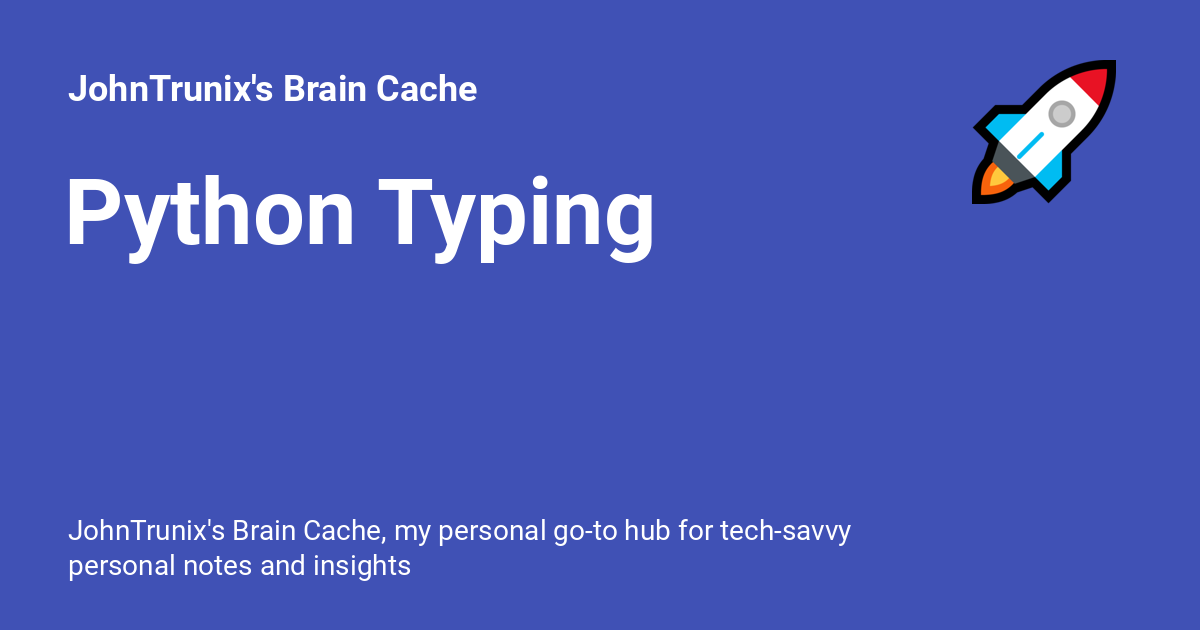 JohnTrunix's Brain Cache
Python Typing
JohnTrunix's Brain Cache, my personal go-to hub for tech-savvy
personal notes and insights